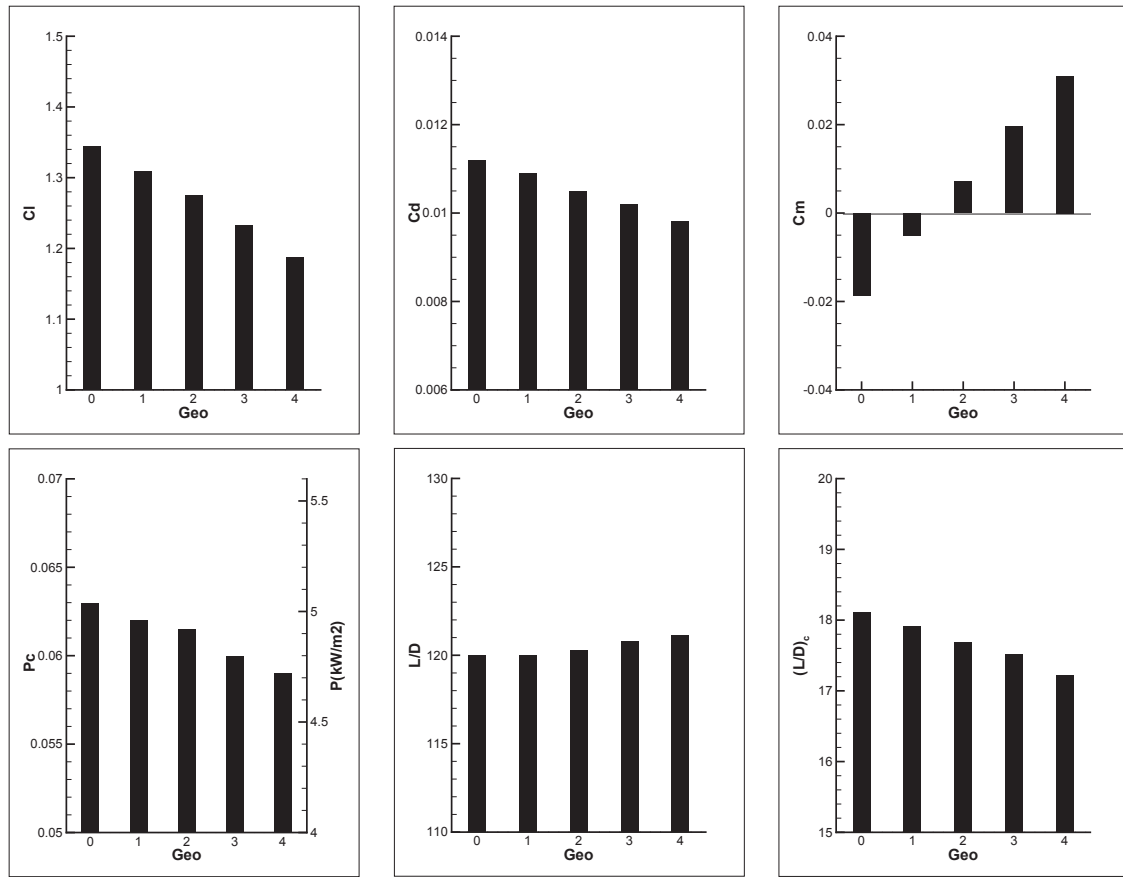 1.5
1.4
1.3
1.2
1.1
1
Cl
0 1 2 3 4
Geo
0.014
0.012
0.01
0.008
0.006
Cd
0 1 2 3 4
Geo
0.04
0.02
0
-0.02
-0.04
Cm
0 1 2 3 4
Geo
0.07
0.065
0.06
0.055
0.05
Pc
5.5
5
4.5
4
P(kW/m2)
0 1 2 3 4
Geo
130
125
120
115
110
L/D
0 1 2 3 4
Geo
20
19
18
17
16
15
(L/D)c
0 1 2 3 4
Geo